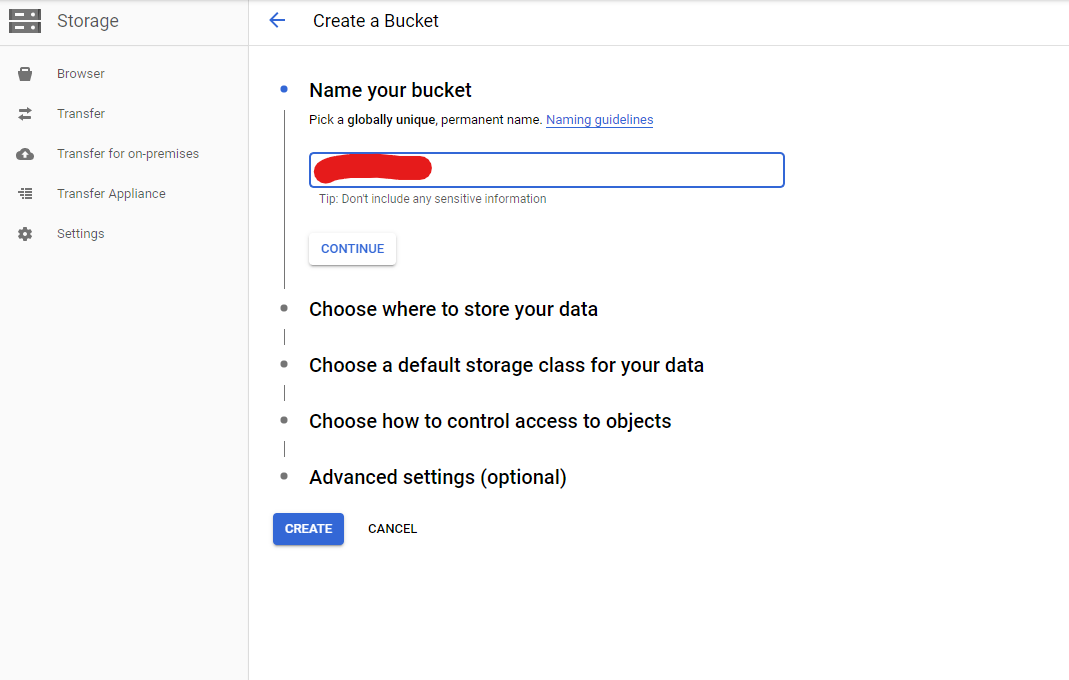 Storage
Create a Bucket
Browser
Transfer
Transfer for on-premises
Transfer Appliance
Settings
Name your bucket
Pick a globally unique, permanent name. Naming guidelines
Tip: Don't include any sensitive information
CONTINUE
Choose where to store your data
Choose a default storage class for your data
Choose how to control access to objects
Advanced settings (optional)
CREATE CANCEL